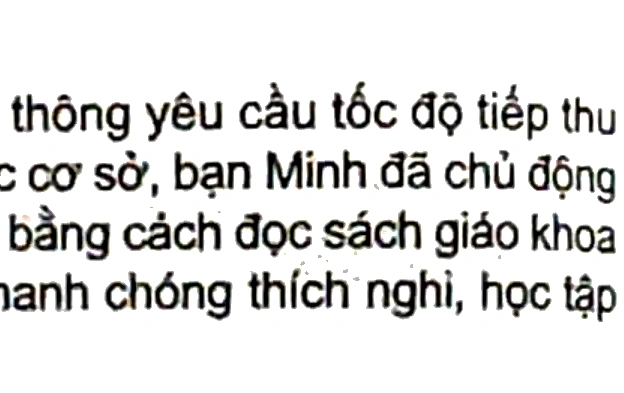 thông yêu cầu tốc độ tiếp thu
cơ sở, bạn Minh đã chủ động
bằng cách đọc sách giáo khoa
chóng thích nghi, học tập